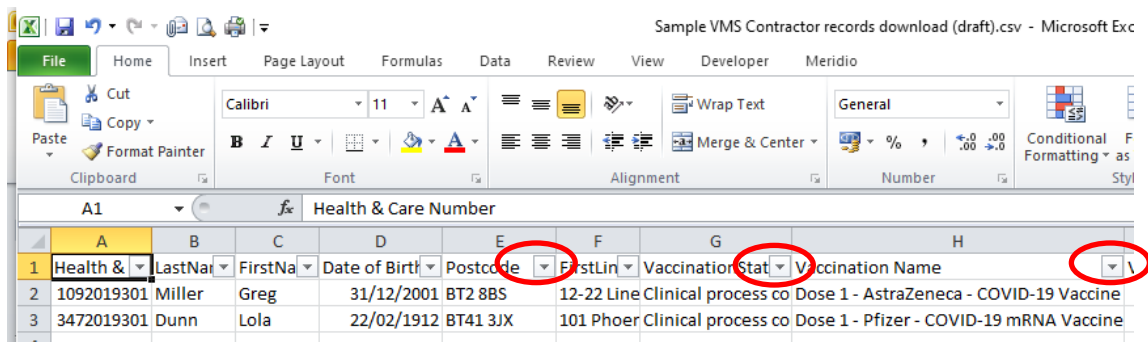 Sample VMS Contractor records download (draft).csv - Microsoft Exc
File Home Insert Page Layout Formulas Data Review View Developer Meridio
Cut
Copy
Format Painter
Paste
Clipboard
Calibri 11 A A
B I U A
Font
Wrap Text
Merge & Center
Alignment
General
% , .0 .00 .00 .0
Number
Conditional F
Formatting as
Styl
A1 fx Health & Care Number
A B C D E F G H
1 Health & LastNar FirstNa Date of Birth Postcode FirstLin Vaccination Stat Vaccination Name V
2 1092019301 Miller Greg 31/12/2001 BT2 8BS 12-22 Line Clinical process co Dose 1 - AstraZeneca - COVID-19 Vaccine
3 3472019301 Dunn Lola 22/02/1912 BT41 3JX 101 Phoer Clinical process co Dose 1 - Pfizer - COVID-19 mRNA Vaccine